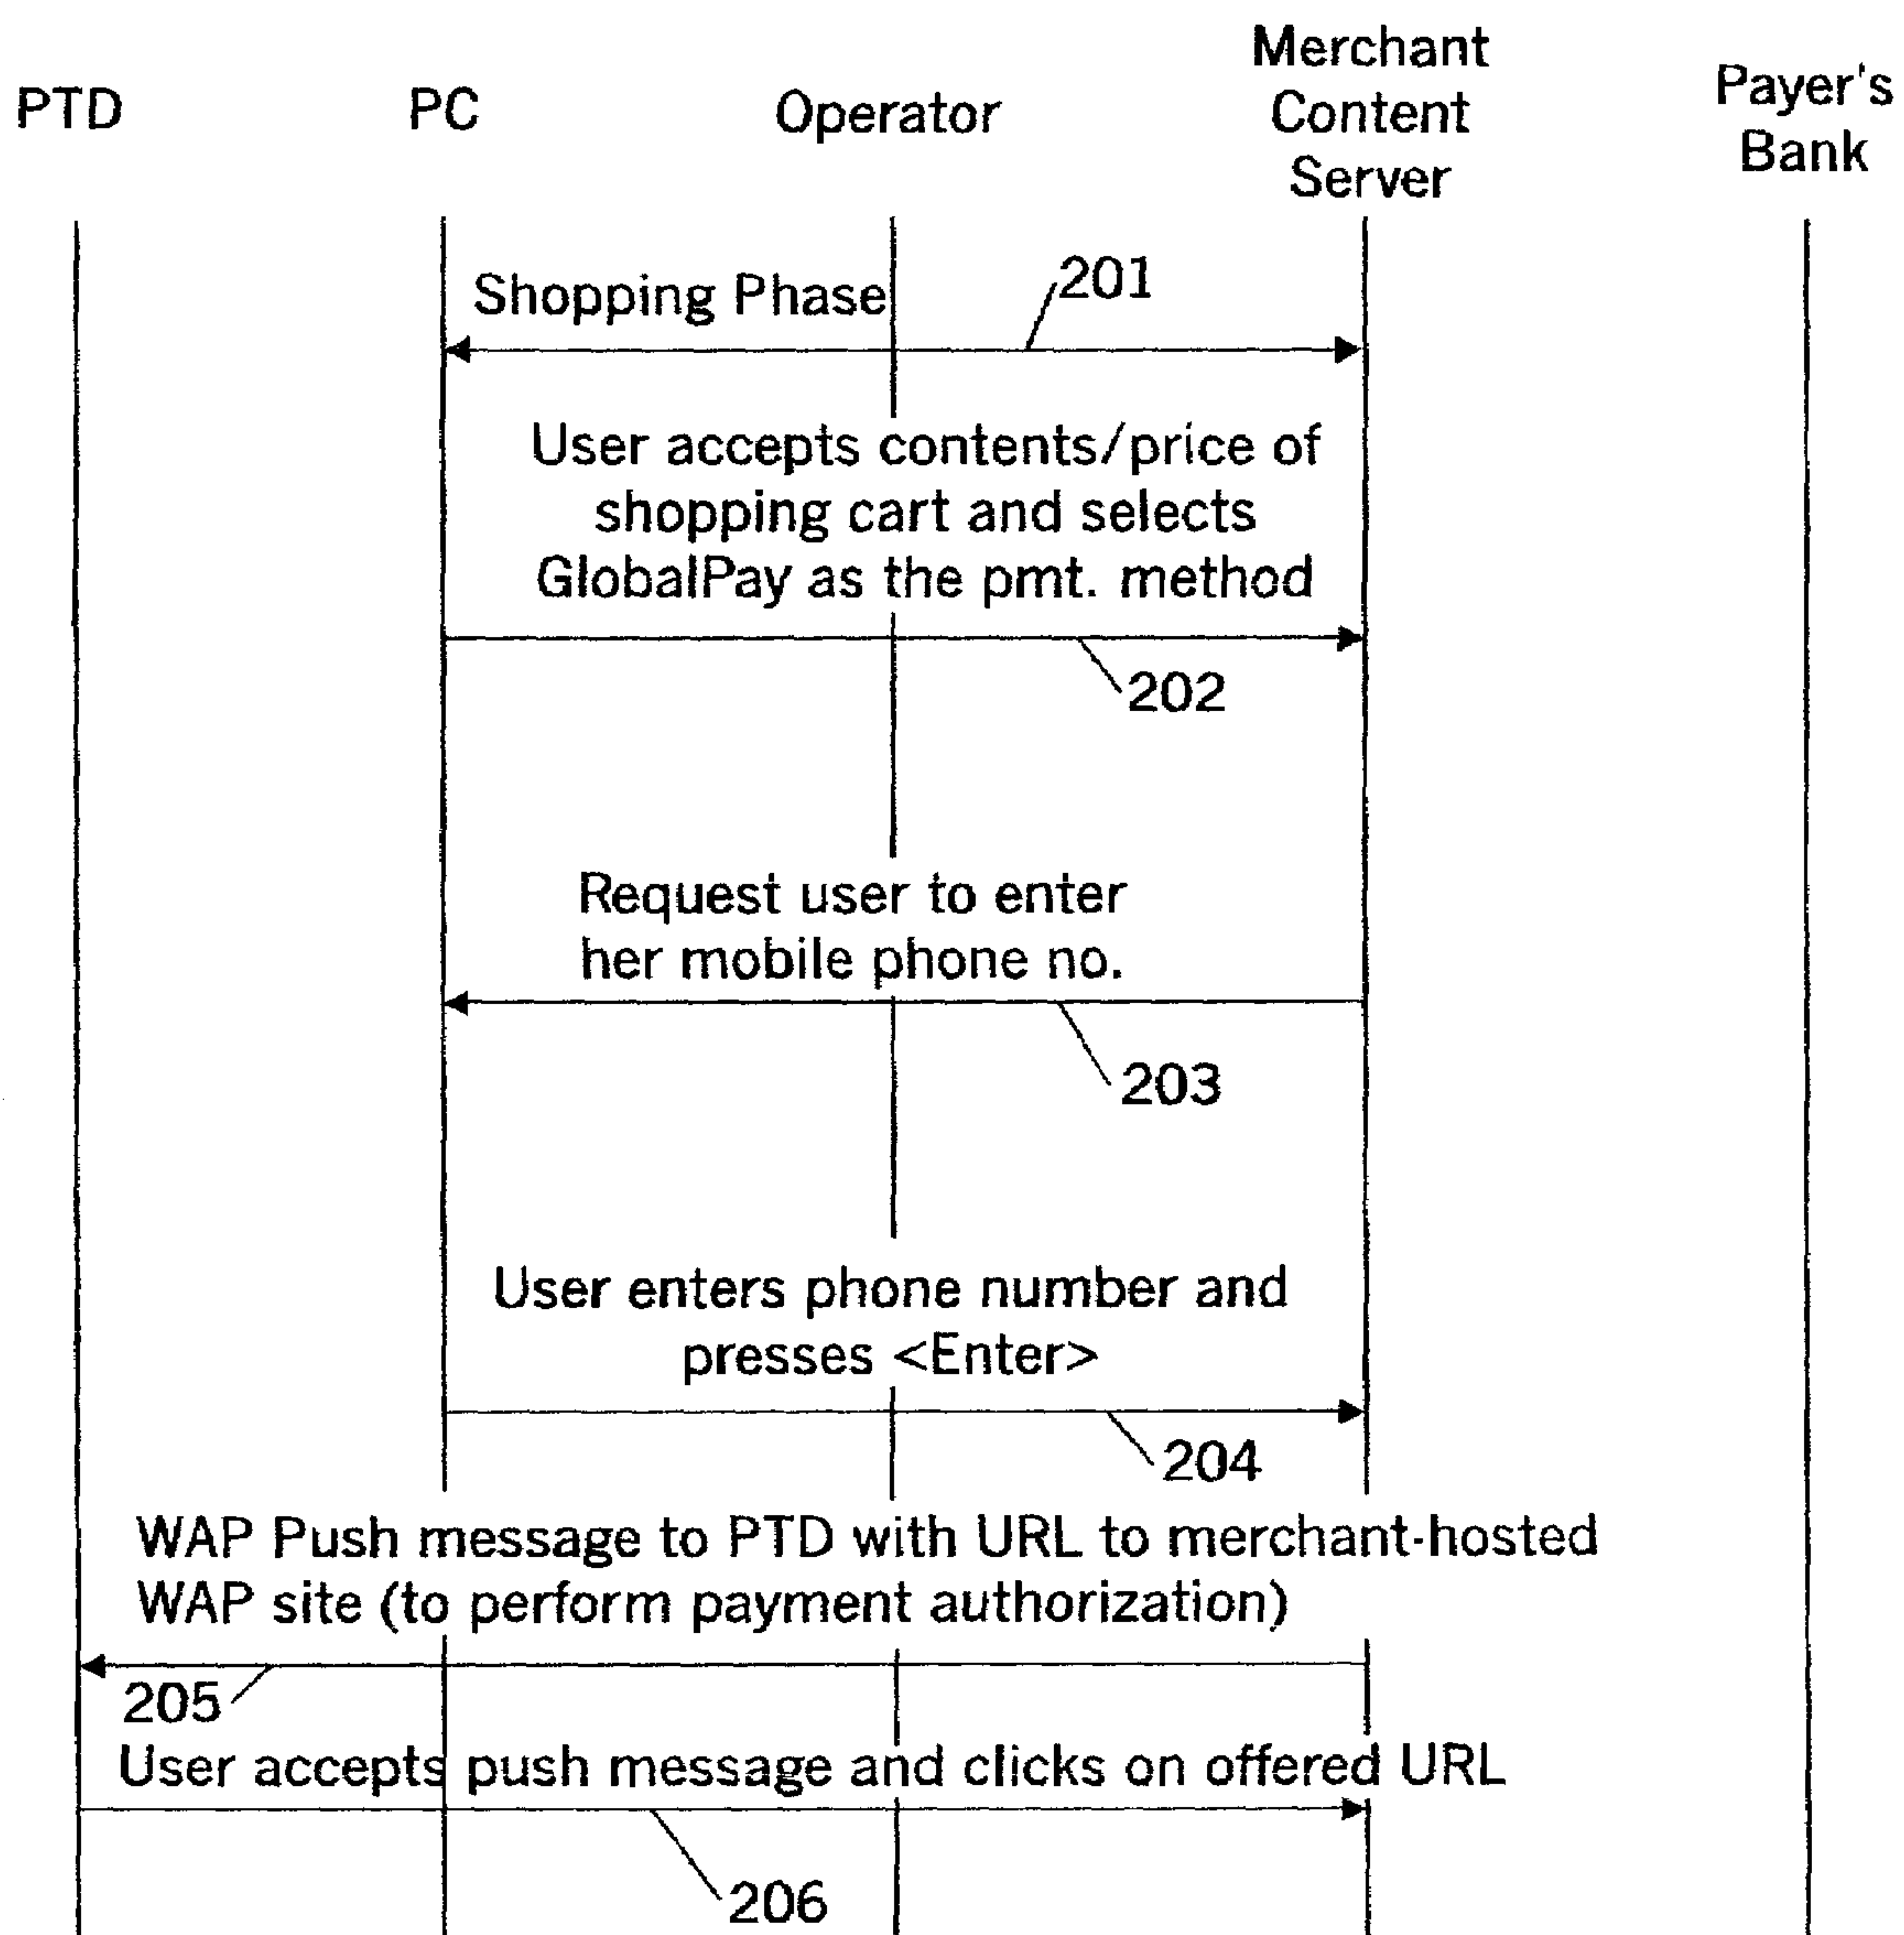 PTD
PC
Operator
Merchant
Content
Server
Payer's
Bank
Shopping Phase
201
User accepts contents/price of
shopping cart and selects
GlobalPay as the pmt. method
202
Request user to enter
her mobile phone no.
203
User enters phone number and
presses <Enter>
204
WAP Push message to PTD with URL to merchant-hosted
WAP site (to perform payment authorization)
205
User accepts push message and clicks on offered URL
206